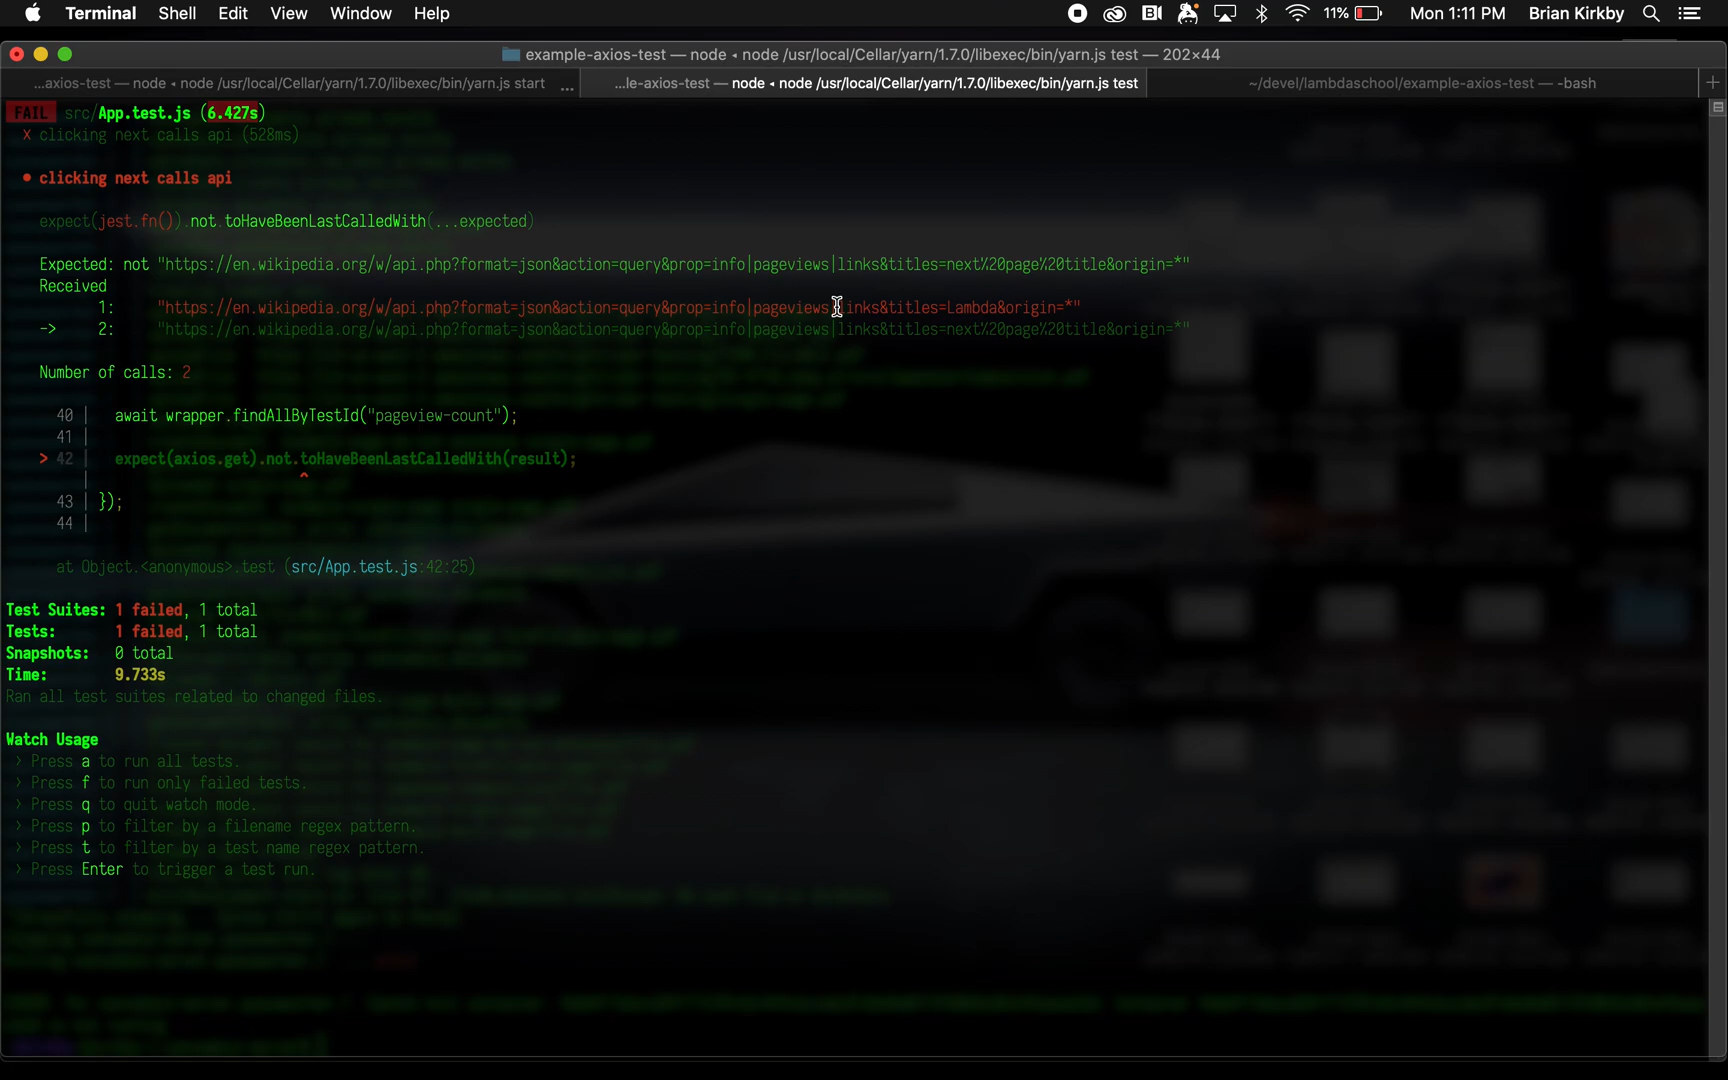 Terminal Shell Edit View Window Help 11% Mon 1:11 PM Brian Kirkby
example-axios-test — node ◂ node /usr/local/Cellar/yarn/1.7.0/libexec/bin/yarn.js test — 202×44
...axios-test — node ◂ node /usr/local/Cellar/yarn/1.7.0/libexec/bin/yarn.js start ... ...le-axios-test — node ◂ node /usr/local/Cellar/yarn/1.7.0/libexec/bin/yarn.js test ~/devel/lambdaschool/example-axios-test — -bash +
FAIL src/App.test.js (6.427s)
X clicking next calls api (528ms)
● clicking next calls api
expect(jest.fn()).not.toHaveBeenLastCalledWith(...expected)
Expected: not "https://en.wikipedia.org/w/api.php?format=json&action=query&prop=info|pageviews|links&titles=next%20page%20title&origin=*"
Received
1: "https://en.wikipedia.org/w/api.php?format=json&action=query&prop=info|pageviews|links&titles=Lambda&origin=*"
-> 2: "https://en.wikipedia.org/w/api.php?format=json&action=query&prop=info|pageviews|links&titles=next%20page%20title&origin=*"
Number of calls: 2
40 | await wrapper.findAllByTestId("pageview-count");
41 |
> 42 | expect(axios.get).not.toHaveBeenLastCalledWith(result);
| ^
43 | });
44 |
at Object.<anonymous>.test (src/App.test.js:42:25)
Test Suites: 1 failed, 1 total
Tests: 1 failed, 1 total
Snapshots: 0 total
Time: 9.733s
Ran all test suites related to changed files.
Watch Usage
› Press a to run all tests.
› Press f to run only failed tests.
› Press q to quit watch mode.
› Press p to filter by a filename regex pattern.
› Press t to filter by a test name regex pattern.
› Press Enter to trigger a test run.